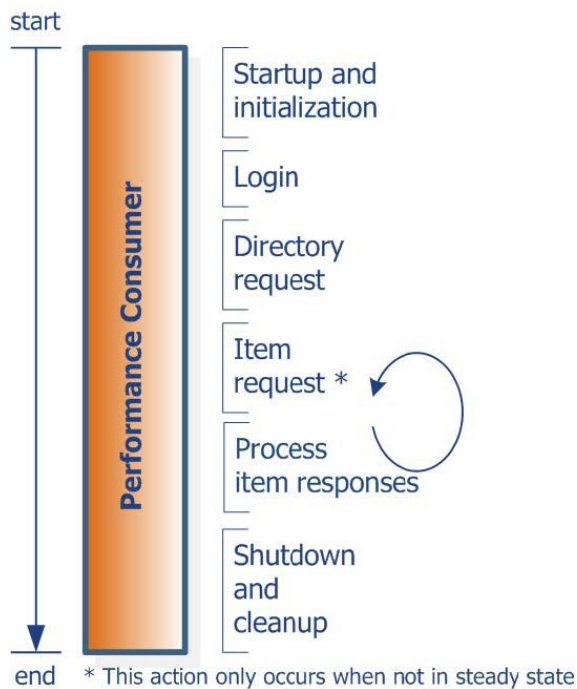 start
Performance Consumer
Startup and
initialization
Login
Directory
request
Item
request *
Process
item responses
Shutdown
and
cleanup
end
* This action only occurs when not in steady state